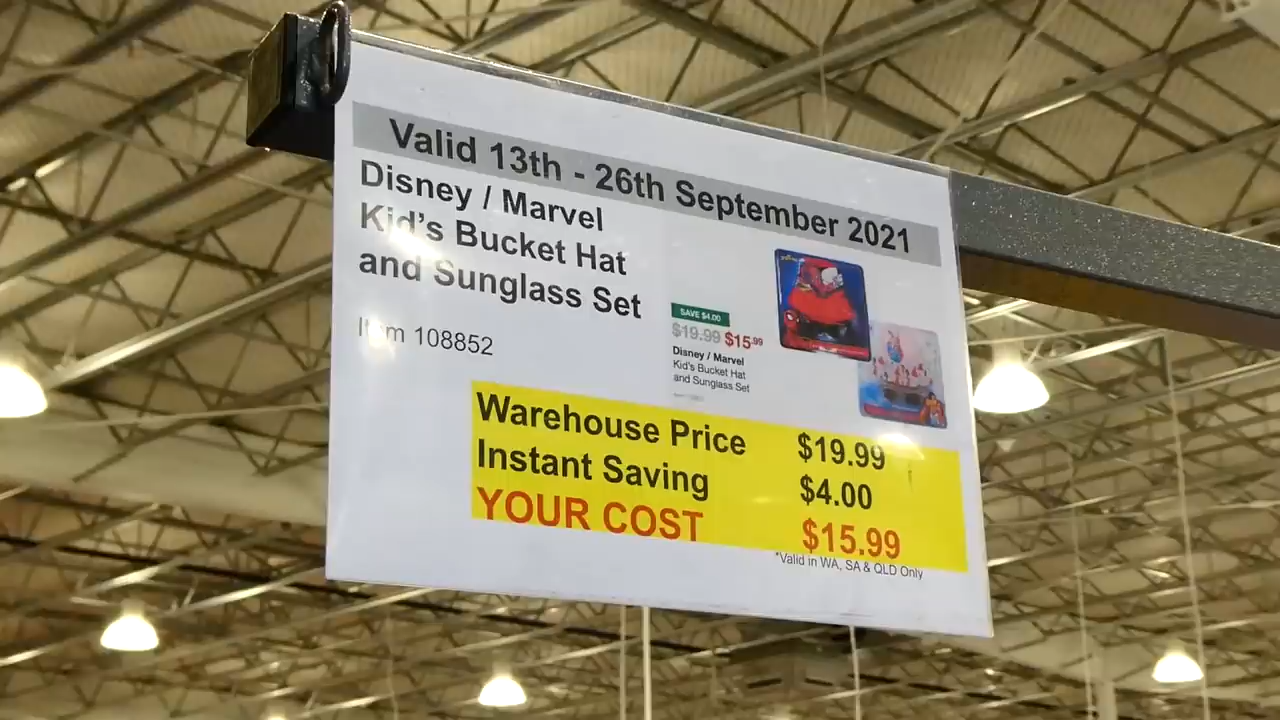 Valid 13th - 26th September 2021
Disney / Marvel
Kid's Bucket Hat
and Sunglass Set
Item 108852
SAVE $4.00
$19.99 $15.99
Disney / Marvel
Kid's Bucket Hat
and Sunglass Set
Warehouse Price $19.99
Instant Saving $4.00
YOUR COST $15.99
*Valid in WA, SA & QLD Only